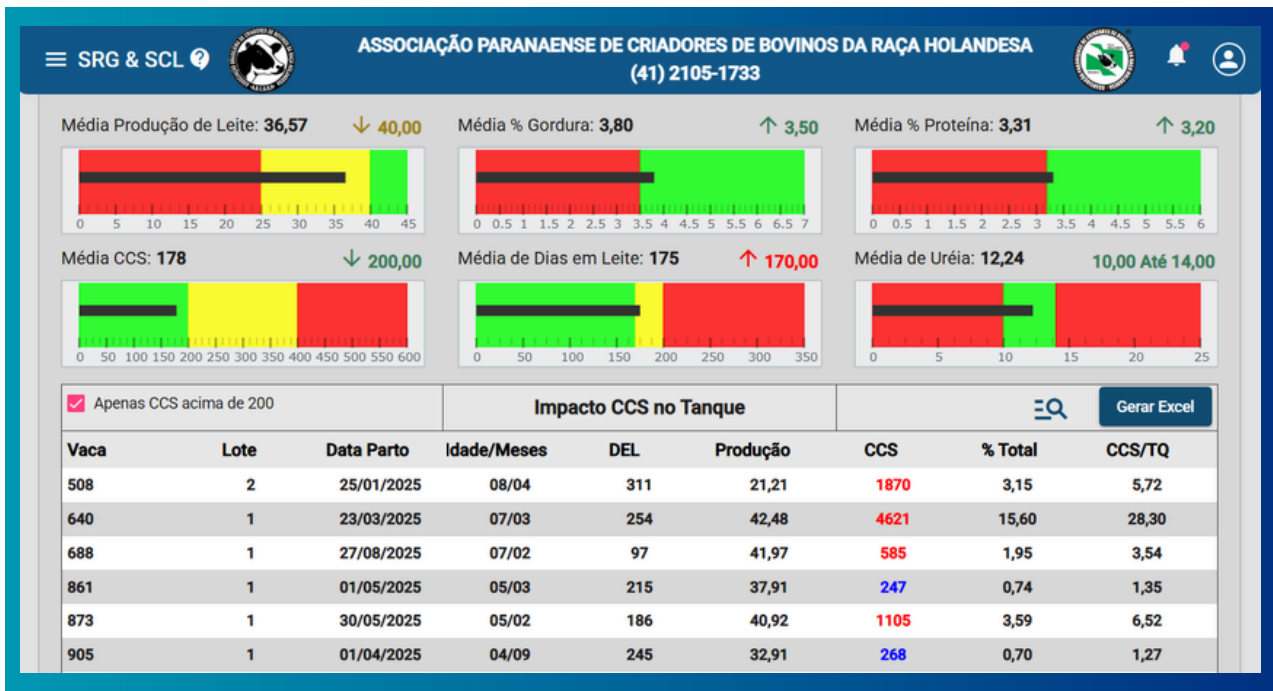 SRG & SCL ?
ASSOCIAÇÃO PARANAENSE DE CRIADORES DE BOVINOS DA RAÇA HOLANDESA
(41) 2105-1733
Média Produção de Leite: 36,57 ↓ 40,00
Média % Gordura: 3,80 ↑ 3,50
Média % Proteína: 3,31 ↑ 3,20
0 5 10 15 20 25 30 35 40 45
0 0.5 1 1.5 2 2.5 3 3.5 4 4.5 5 5.5 6 6.5 7
0 0.5 1 1.5 2 2.5 3 3.5 4 4.5 5 5.5 6
Média CCS: 178 ↓ 200,00
Média de Dias em Leite: 175 ↑ 170,00
Média de Uréia: 12,24 10,00 Até 14,00
0 50 100 150 200 250 300 350 400 450 500 550 600
0 50 100 150 200 250 300 350
0 5 10 15 20 25
Apenas CCS acima de 200 Impacto CCS no Tanque Gerar Excel
Vaca Lote Data Parto Idade/Meses DEL Produção CCS % Total CCS/TQ
508 2 25/01/2025 08/04 311 21,21 1870 3,15 5,72
640 1 23/03/2025 07/03 254 42,48 4621 15,60 28,30
688 1 27/08/2025 07/02 97 41,97 585 1,95 3,54
861 1 01/05/2025 05/03 215 37,91 247 0,74 1,35
873 1 30/05/2025 05/02 186 40,92 1105 3,59 6,52
905 1 01/04/2025 04/09 245 32,91 268 0,70 1,27